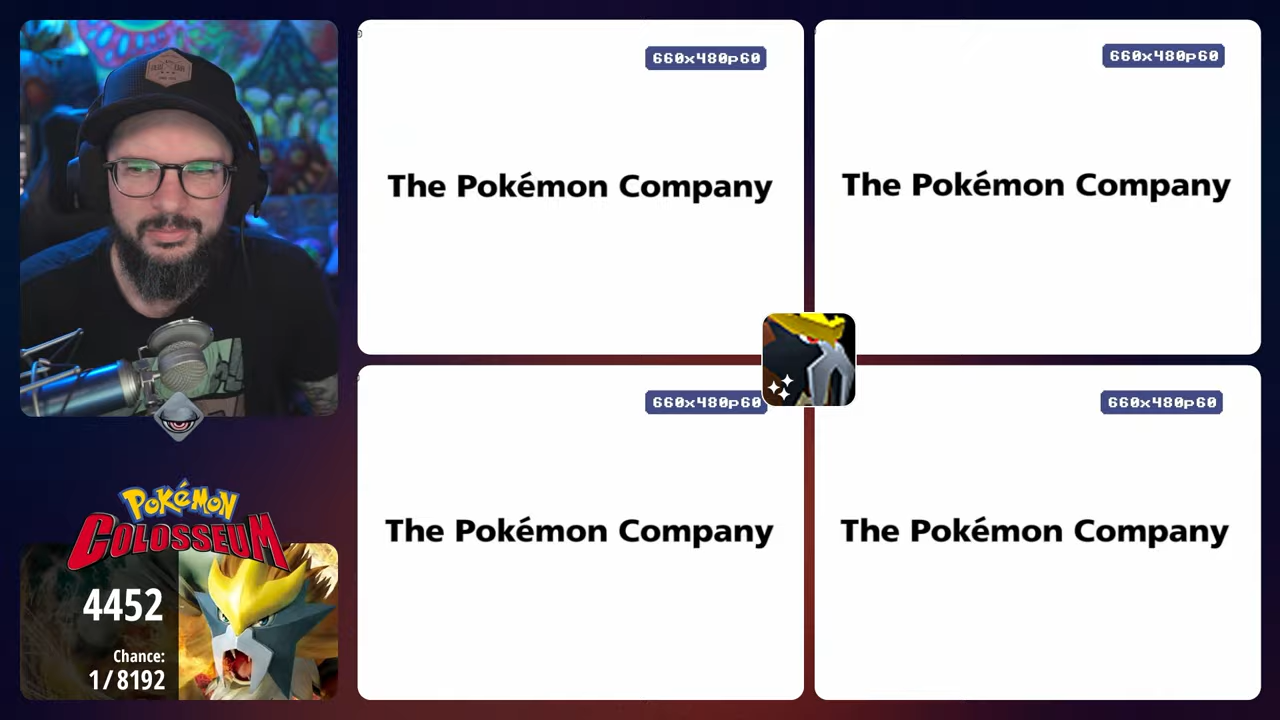 660x480p60
The Pokémon Company
660x480p60
The Pokémon Company
660x480p60
The Pokémon Company
660x480p60
The Pokémon Company
POKéMON
COLOSSEUM
4452
Chance:
1/8192